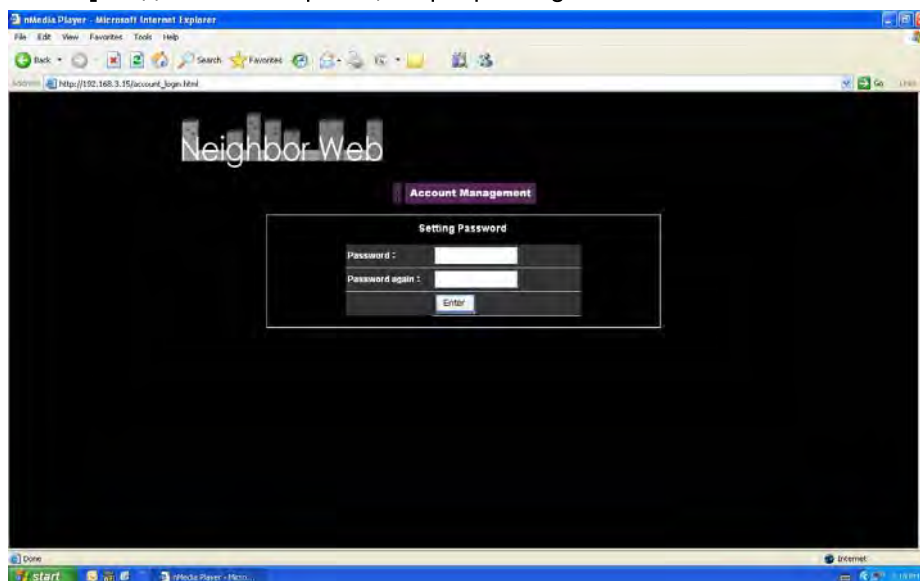 nMedia Player - Microsoft Internet Explorer
File Edit View Favorites Tools Help
Back Search Favorites
http://192.168.3.15/account_login.html Go Links
Neighbor Web
Account Management
Setting Password
Password :
Password again :
Enter
Done Internet
start nMedia Player - Micro...